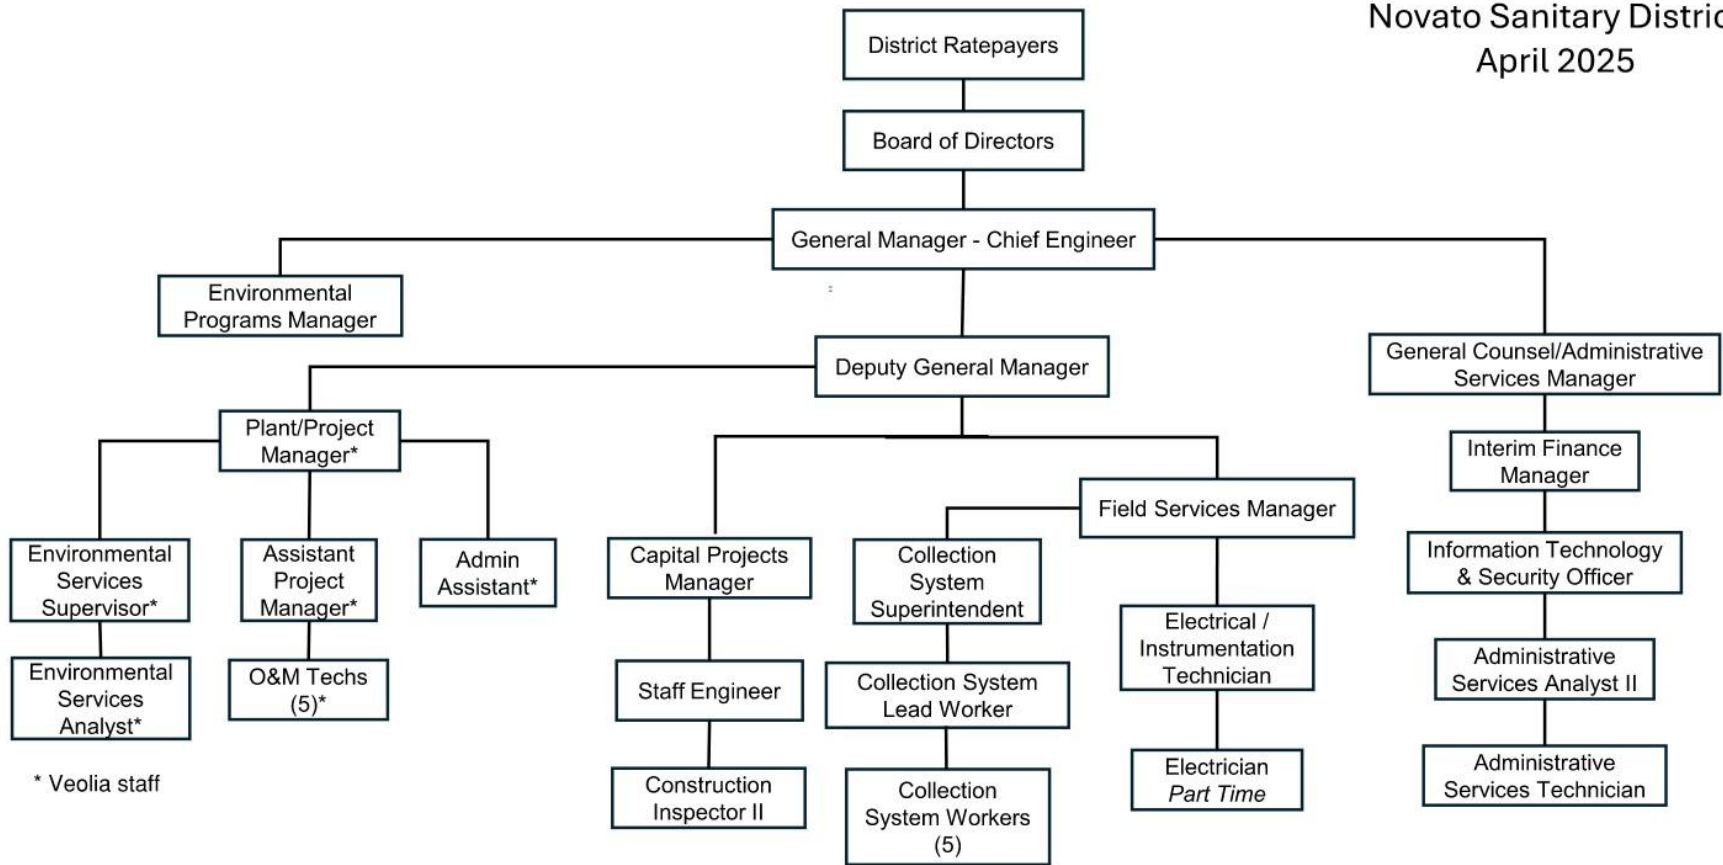 Novato Sanitary Distric
April 2025
District Ratepayers
Board of Directors
General Manager - Chief Engineer
Environmental
Programs Manager
Deputy General Manager
General Counsel/Administrative
Services Manager
Plant/Project
Manager*
Interim Finance
Manager
Field Services Manager
Environmental
Services
Supervisor*
Assistant
Project
Manager*
Admin
Assistant*
Capital Projects
Manager
Collection
System
Superintendent
Information Technology
& Security Officer
Electrical /
Instrumentation
Technician
Environmental
Services
Analyst*
O&M Techs
(5)*
Staff Engineer
Collection System
Lead Worker
Administrative
Services Analyst II
Construction
Inspector II
Collection
System Workers
(5)
Electrician
Part Time
Administrative
Services Technician
* Veolia staff